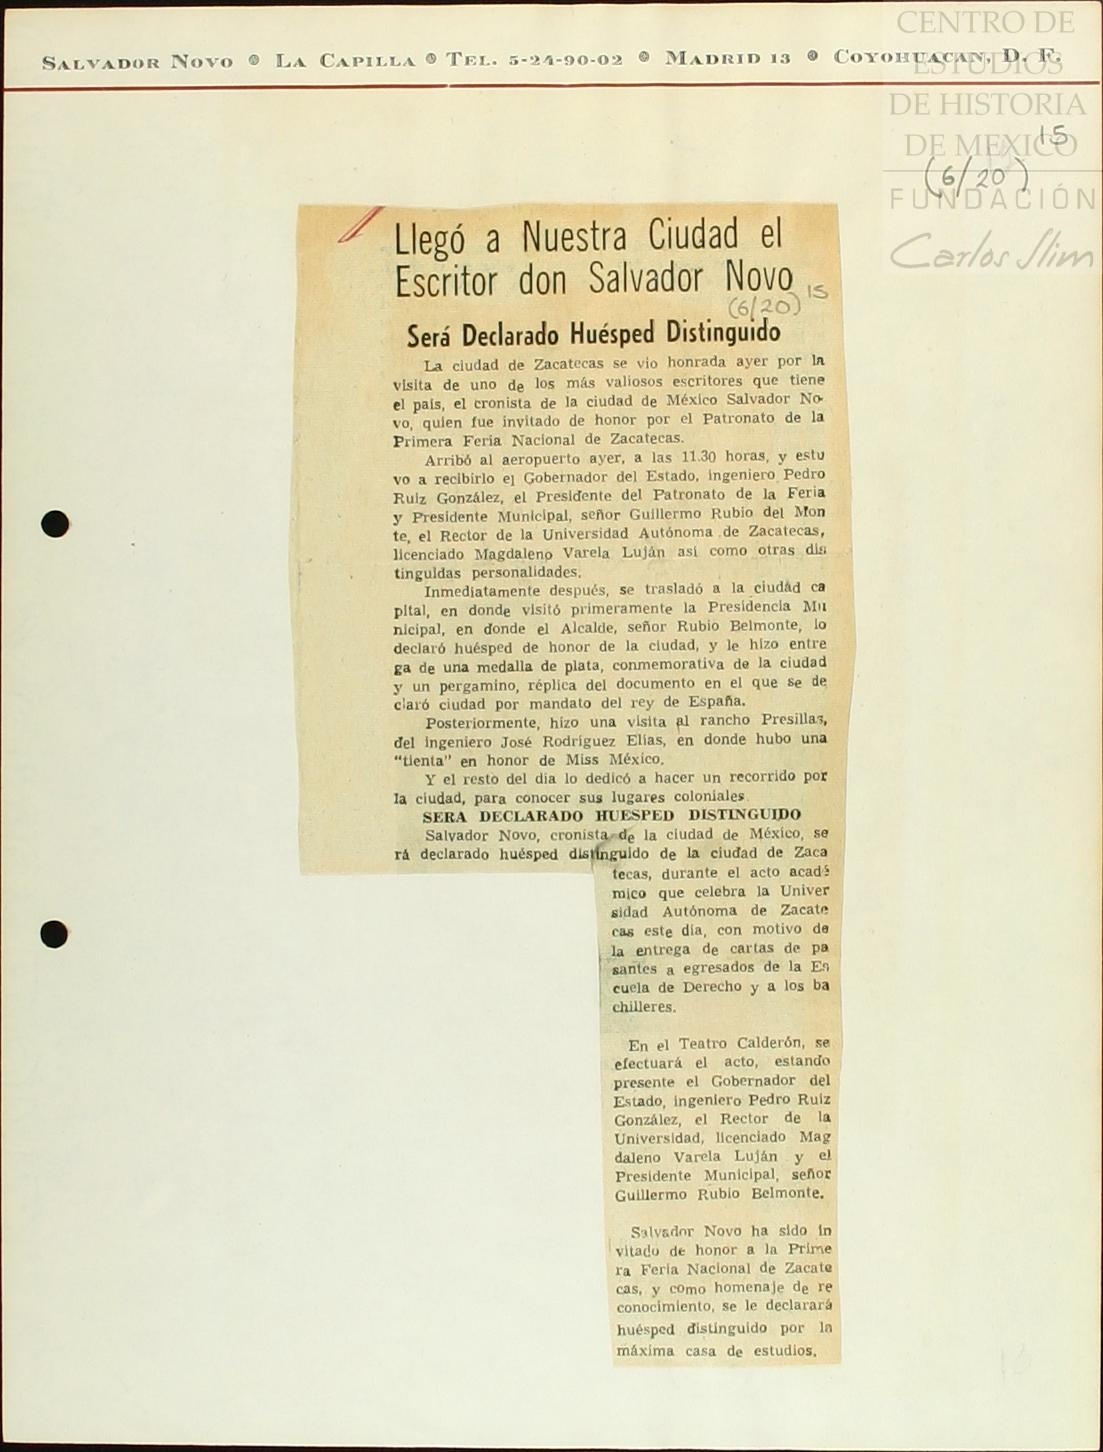 SALVADOR NOVO ● LA CAPILLA ● TEL. 5-24-90-02 ● MADRID 13 ● COYOHUACAN, D. F.
CENTRO DE
ESTUDIOS
DE HISTORIA
DE MEXICO
FUNDACIÓN
Carlos Slim
15
(6/20)
Llegó a Nuestra Ciudad el
Escritor don Salvador Novo
(6/20) 15
Será Declarado Huésped Distinguido
La ciudad de Zacatecas se vio honrada ayer por la
visita de uno de los más valiosos escritores que tiene
el país, el cronista de la ciudad de México Salvador No-
vo, quien fue invitado de honor por el Patronato de la
Primera Feria Nacional de Zacatecas.
Arribó al aeropuerto ayer, a las 11.30 horas, y estu
vo a recibirlo el Gobernador del Estado, ingeniero Pedro
Ruiz González, el Presidente del Patronato de la Feria
y Presidente Municipal, señor Guillermo Rubio del Mon
te, el Rector de la Universidad Autónoma de Zacatecas,
licenciado Magdaleno Varela Luján así como otras dis
tinguidas personalidades.
Inmediatamente después, se trasladó a la ciudad ca
pital, en donde visitó primeramente la Presidencia Mu
nicipal, en donde el Alcalde, señor Rubio Belmonte, lo
declaró huésped de honor de la ciudad, y le hizo entre
ga de una medalla de plata, conmemorativa de la ciudad
y un pergamino, réplica del documento en el que se de
claró ciudad por mandato del rey de España.
Posteriormente, hizo una visita al rancho Presillas,
del ingeniero José Rodríguez Elías, en donde hubo una
"tienta" en honor de Miss México.
Y el resto del día lo dedicó a hacer un recorrido por
la ciudad, para conocer sus lugares coloniales.
SERA DECLARADO HUESPED DISTINGUIDO
Salvador Novo, cronista de la ciudad de México, se
rá declarado huésped distinguido de la ciudad de Zaca
tecas, durante el acto acadé
mico que celebra la Univer
sidad Autónoma de Zacate
cas este día, con motivo de
la entrega de cartas de pa
santes a egresados de la Es
cuela de Derecho y a los ba
chilleres.
En el Teatro Calderón, se
efectuará el acto, estando
presente el Gobernador del
Estado, ingeniero Pedro Ruiz
González, el Rector de la
Universidad, licenciado Mag
daleno Varela Luján y el
Presidente Municipal, señor
Guillermo Rubio Belmonte.
Salvador Novo ha sido in
vitado de honor a la Prime
ra Feria Nacional de Zacate
cas, y como homenaje de re
conocimiento, se le declarará
huésped distinguido por la
máxima casa de estudios.